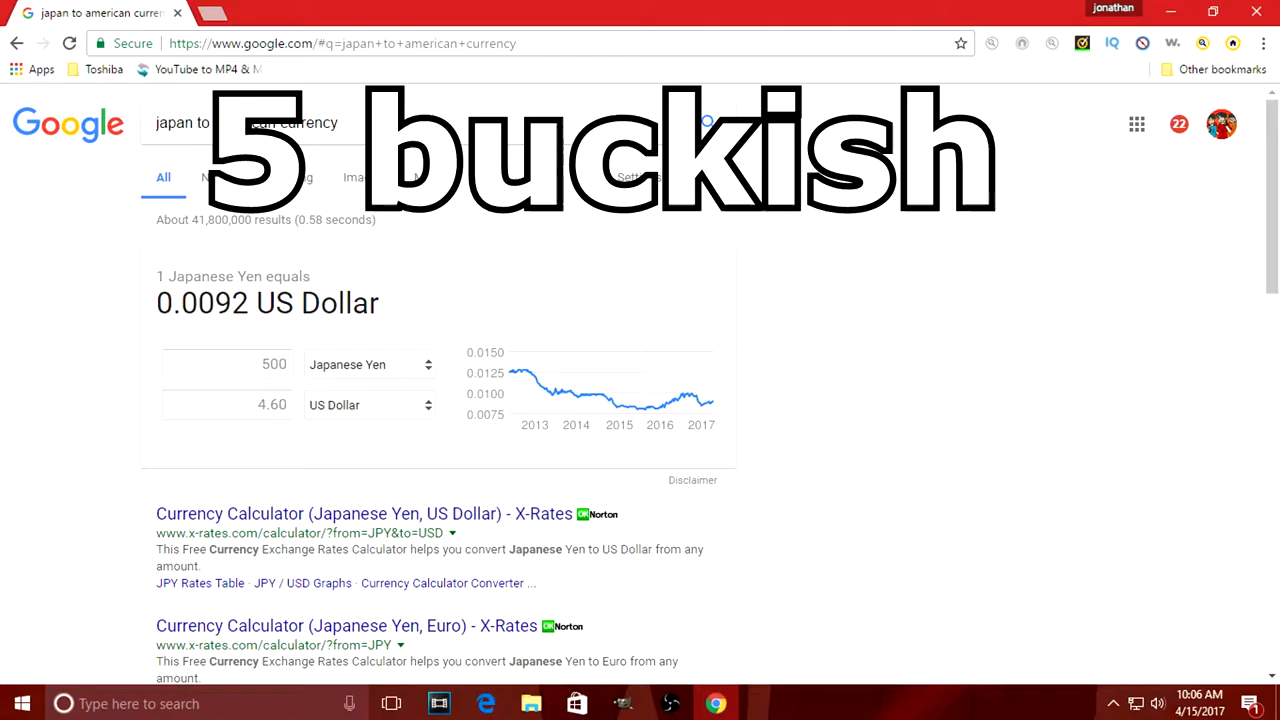 japan to american curren
jonathan
Secure
https://www.google.com/#q=japan+to+american+currency
IQ
w.
Apps
Toshiba
YouTube to MP4 & M
Other bookmarks
5 buckish
Google
japan to
an currency
22
All
N
g
Ima
M
Settings
About 41,800,000 results (0.58 seconds)
1 Japanese Yen equals
0.0092 US Dollar
500
Japanese Yen
4.60
US Dollar
0.0150
0.0125
0.0100
0.0075
2013 2014 2015 2016 2017
Disclaimer
Currency Calculator (Japanese Yen, US Dollar) - X-Rates OK Norton
www.x-rates.com/calculator/?from=JPY&to=USD
This Free Currency Exchange Rates Calculator helps you convert Japanese Yen to US Dollar from any
amount.
JPY Rates Table · JPY / USD Graphs · Currency Calculator Converter ...
Currency Calculator (Japanese Yen, Euro) - X-Rates OK Norton
www.x-rates.com/calculator/?from=JPY
This Free Currency Exchange Rates Calculator helps you convert Japanese Yen to Euro from any
amount.
Type here to search
10:06 AM
4/15/2017
1